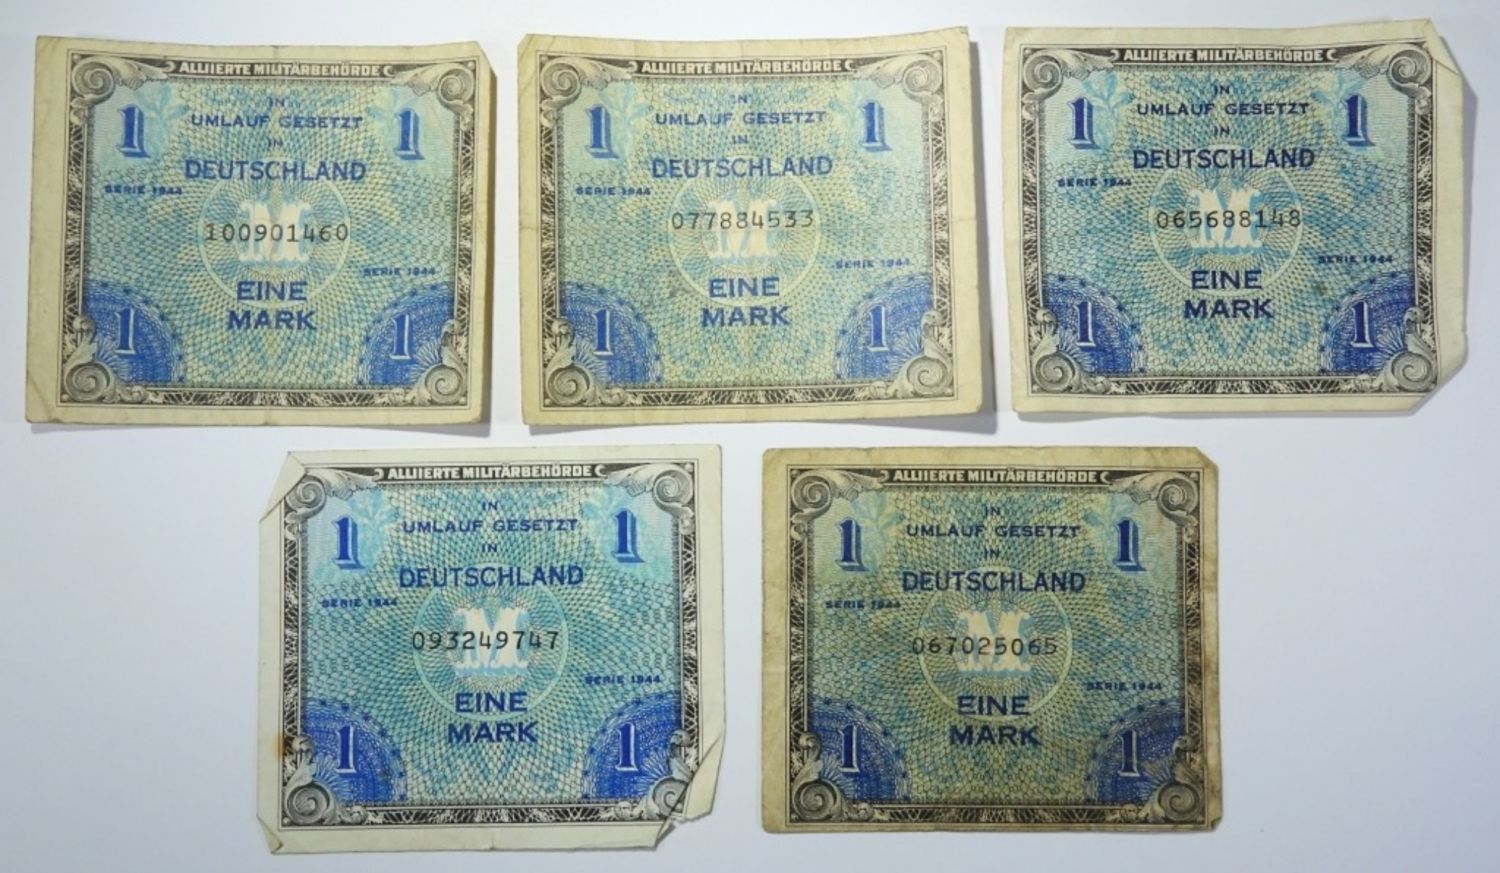 ALLIIERTE MILITÄRBEHÖRDE
IN
UMLAUF GESETZT
IN
DEUTSCHLAND
1 1
SERIE 1944
100901460
SERIE 1944
EINE
MARK
1 1
ALLIIERTE MILITÄRBEHÖRDE
IN
UMLAUF GESETZT
IN
DEUTSCHLAND
1 1
SERIE 1944
077884533
SERIE 1944
EINE
MARK
1 1
ALLIIERTE MILITÄRBEHÖRDE
IN
UMLAUF GESETZT
IN
DEUTSCHLAND
1 1
SERIE 1944
065688148
SERIE 1944
EINE
MARK
1 1
ALLIIERTE MILITÄRBEHÖRDE
IN
UMLAUF GESETZT
IN
DEUTSCHLAND
1 1
SERIE 1944
093249747
SERIE 1944
EINE
MARK
1 1
ALLIIERTE MILITÄRBEHÖRDE
IN
UMLAUF GESETZT
IN
DEUTSCHLAND
1 1
SERIE 1944
067025065
SERIE 1944
EINE
MARK
1 1